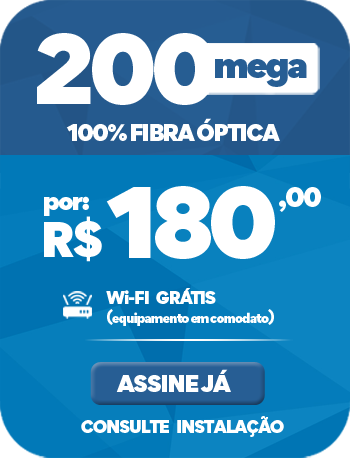 200 mega
100% FIBRA ÓPTICA
por:
R$ 180,00
Wi-FI GRÁTIS
(equipamento em comodato)
ASSINE JÁ
CONSULTE INSTALAÇÃO